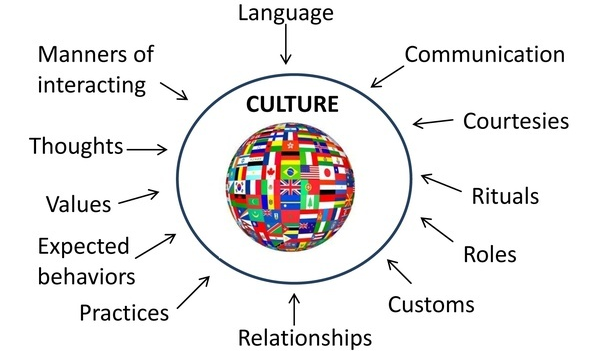 Language
Manners of
interacting
Communication
CULTURE
Courtesies
Thoughts
Values
Rituals
Expected
behaviors
Roles
Practices
Customs
Relationships